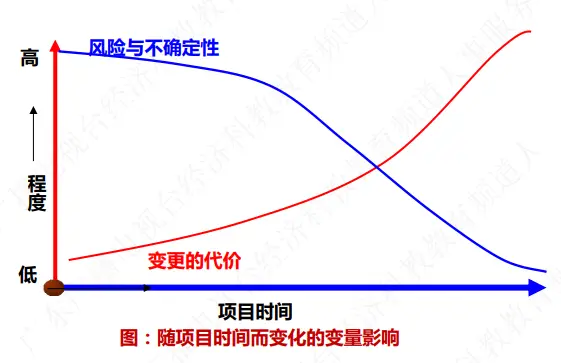 高
风险与不确定性
程度
低
变更的代价
项目时间
图：随项目时间而变化的变量影响